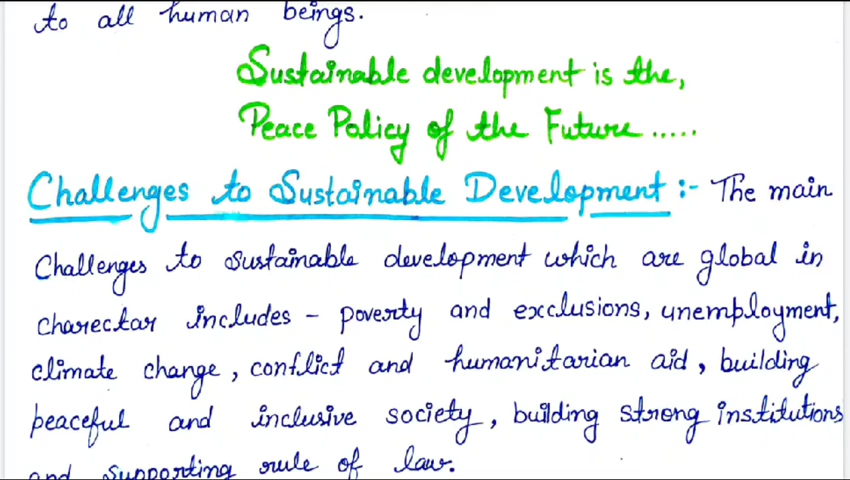 to all human beings.
Sustainable development is the,
Peace Policy of the Future.....
Challenges to Sustainable Development :- The main
Challenges to sustainable development which are global in
charectar includes - poverty and exclusions, unemployment,
climate change, conflict and humanitarian aid, building
peaceful and inclusive society, building strong institutions
and supporting rule of law.